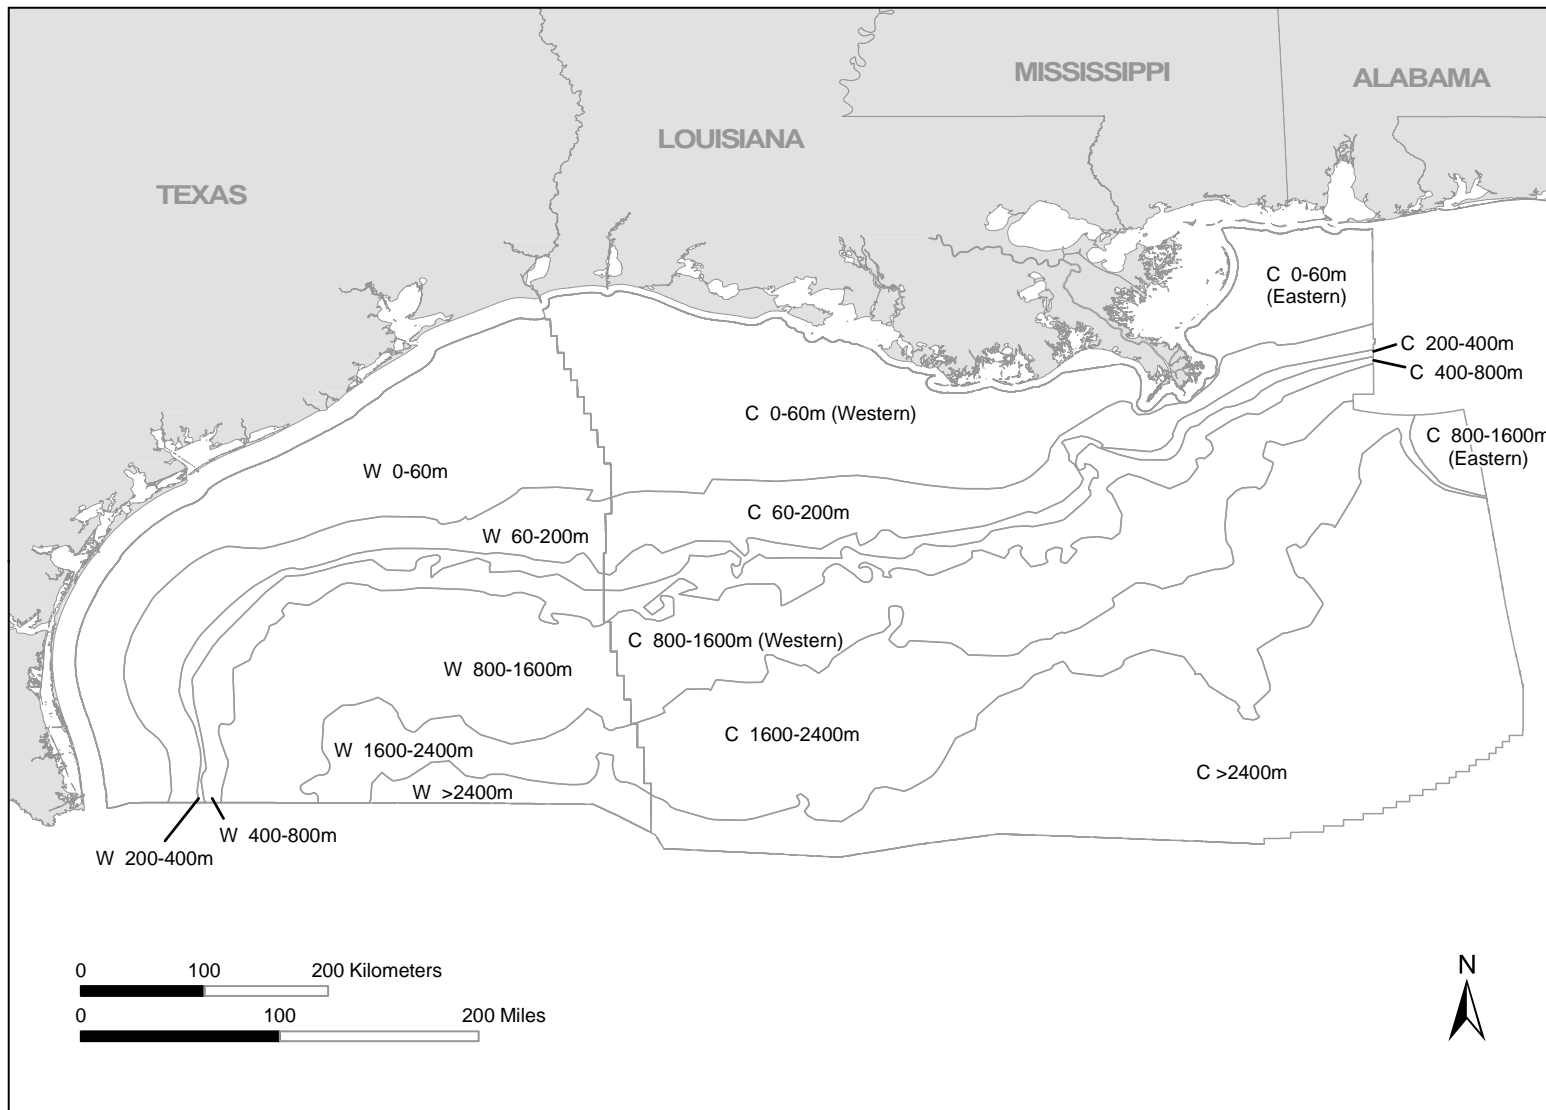 MISSISSIPPI
ALABAMA
LOUISIANA
TEXAS
C 0-60m
(Eastern)
C 200-400m
C 400-800m
C 0-60m (Western)
C 800-1600m
(Eastern)
W 0-60m
C 60-200m
W 60-200m
C 800-1600m (Western)
W 800-1600m
C 1600-2400m
W 1600-2400m
C >2400m
W >2400m
W 400-800m
W 200-400m
0 100 200 Kilometers
0 100 200 Miles
N